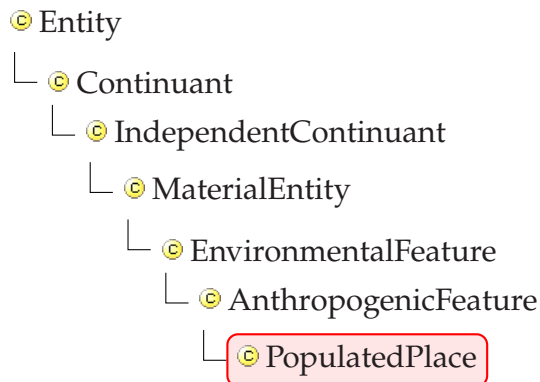 © Entity
© Continuant
© IndependentContinuant
© MaterialEntity
© EnvironmentalFeature
© AnthropogenicFeature
© PopulatedPlace